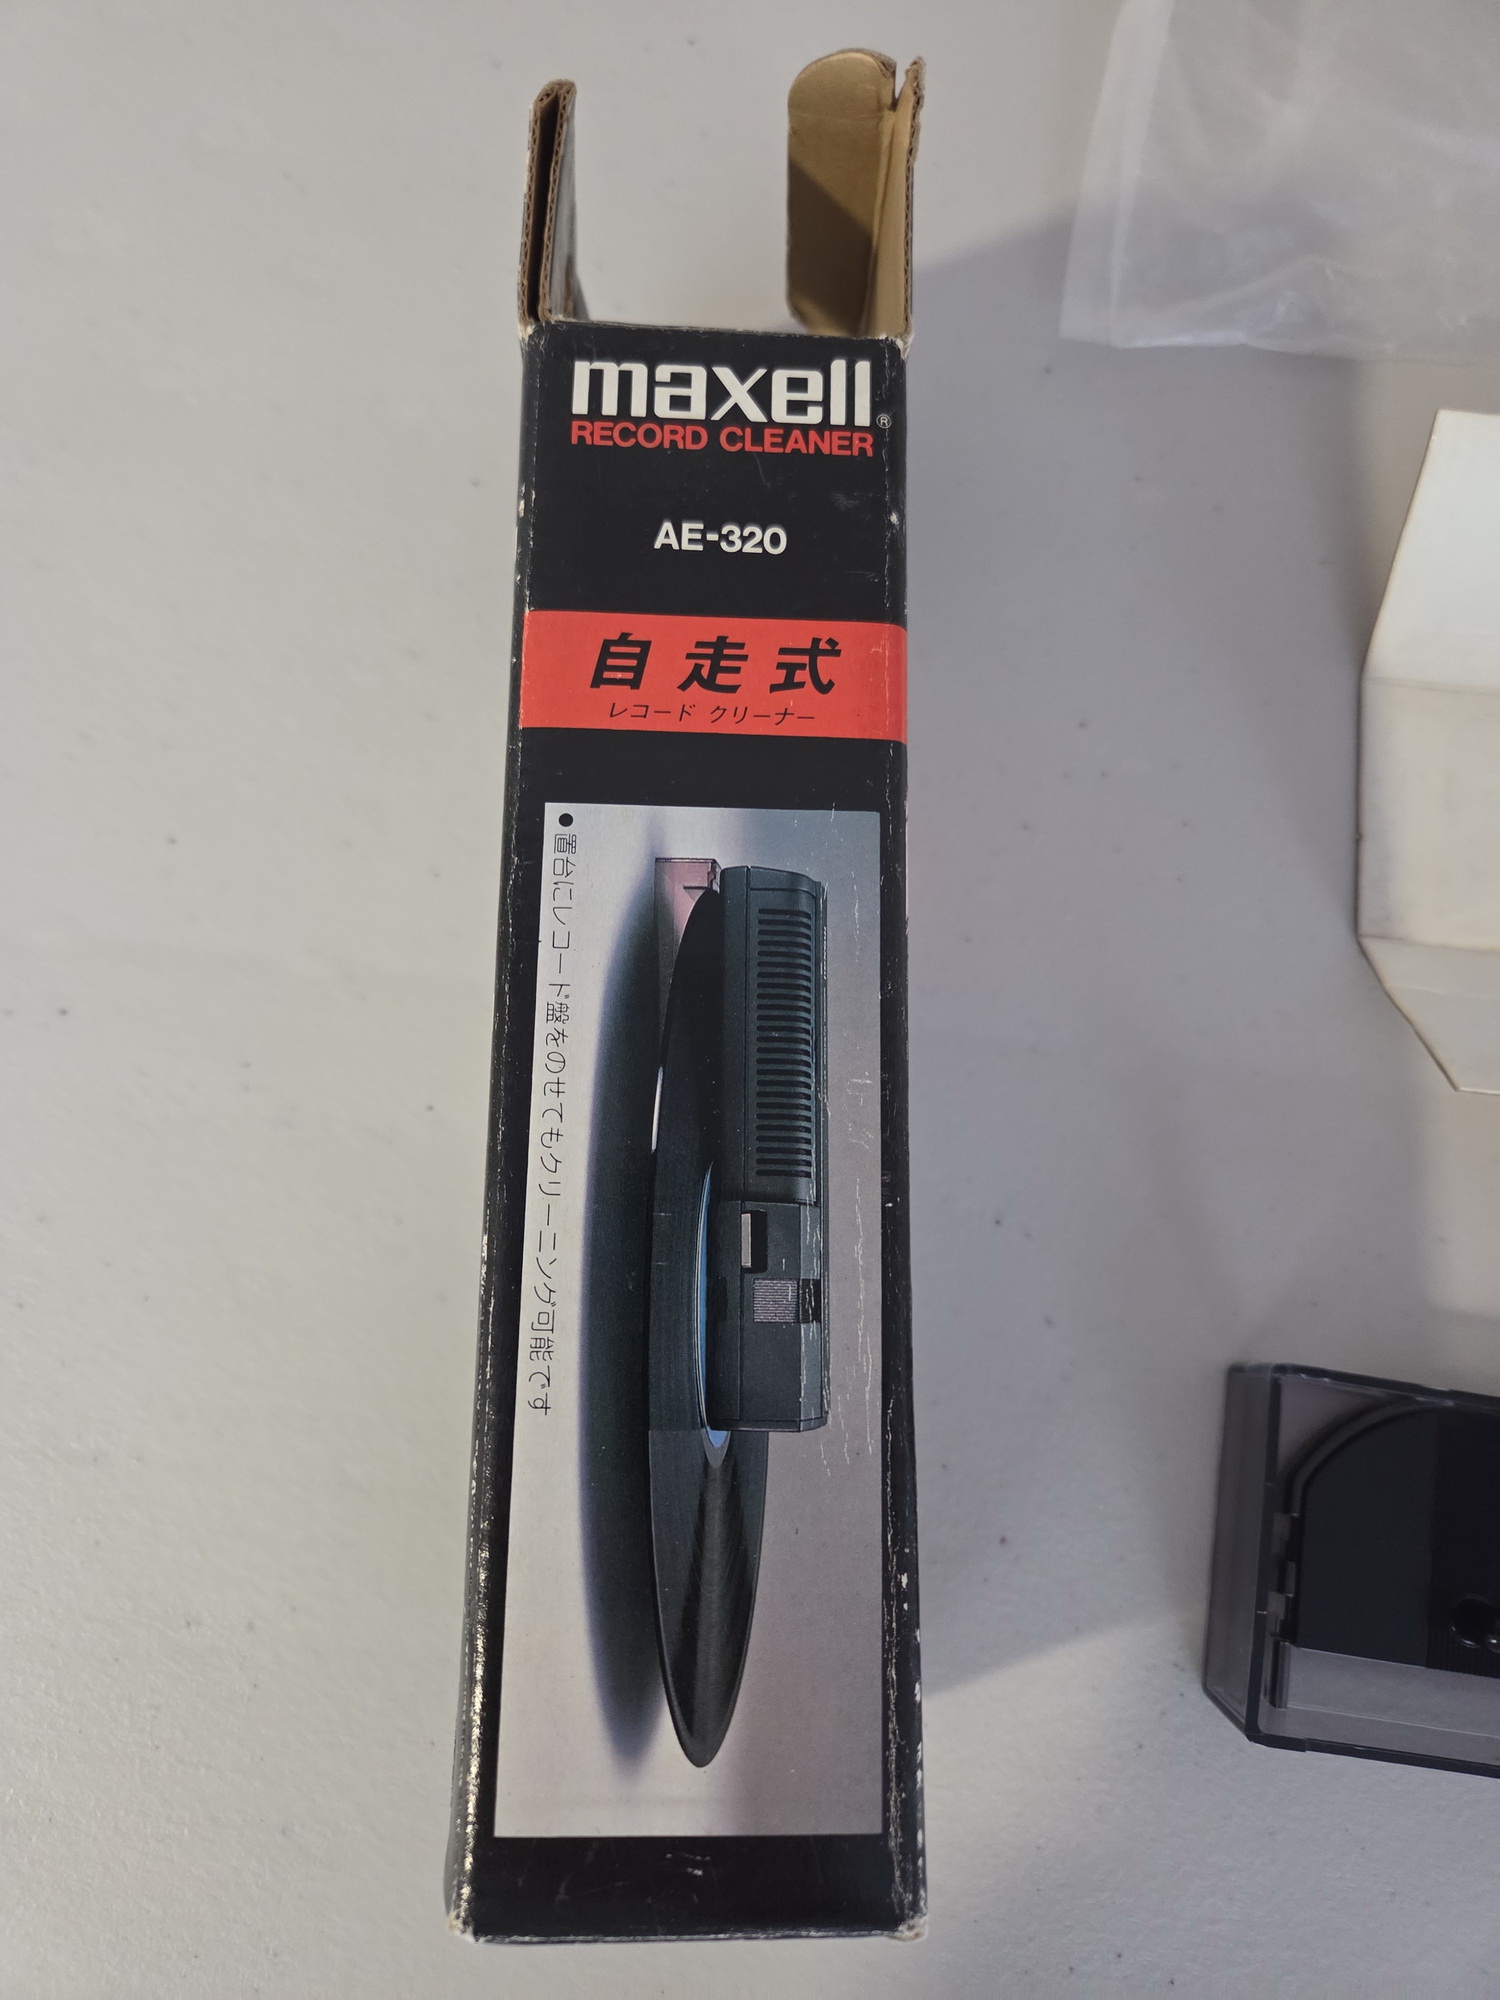 maxell®
RECORD CLEANER
AE-320
自走式
レコード クリーナー
●置台にレコード盤をのせてもクリーニング可能です